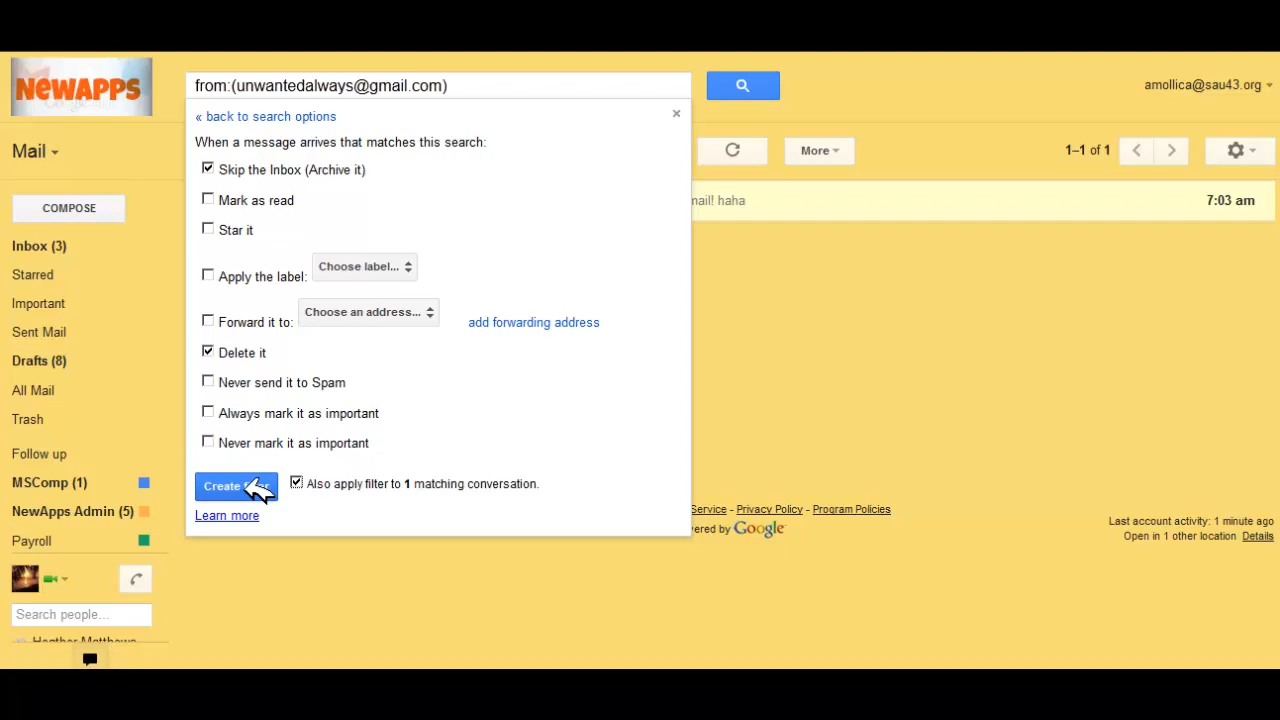 NewApps
from:(unwantedalways@gmail.com)
amollica@sau43.org
« back to search options
When a message arrives that matches this search:
Mail
More
1–1 of 1
Skip the Inbox (Archive it)
Mark as read
mail! haha
7:03 am
COMPOSE
Star it
Inbox (3)
Starred
Apply the label:
Choose label...
Important
Forward it to:
Choose an address...
add forwarding address
Sent Mail
Delete it
Drafts (8)
Never send it to Spam
All Mail
Always mark it as important
Trash
Never mark it as important
Follow up
MSComp (1)
Create
Also apply filter to 1 matching conversation.
NewApps Admin (5)
Learn more
Service - Privacy Policy - Program Policies
Google
Last account activity: 1 minute ago
Open in 1 other location Details
Payroll
Search people...
Heather Matthews